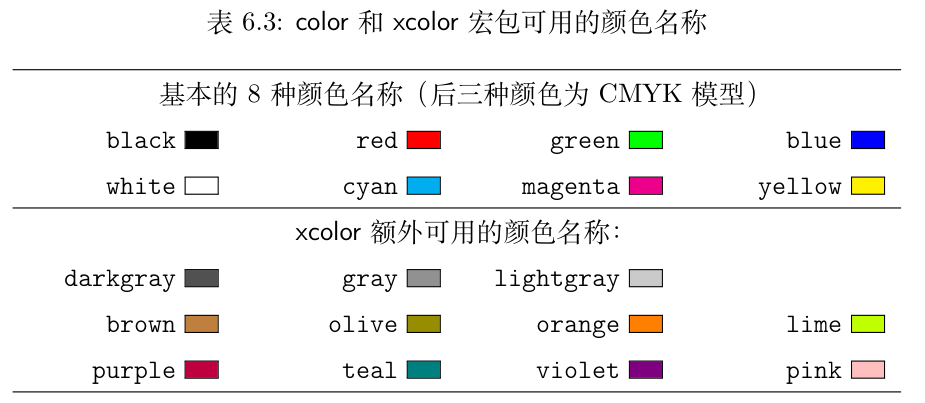 表 6.3: color 和 xcolor 宏包可用的颜色名称
基本的 8 种颜色名称（后三种颜色为 CMYK 模型）
black red green blue
white cyan magenta yellow
xcolor 额外可用的颜色名称：
darkgray gray lightgray
brown olive orange lime
purple teal violet pink